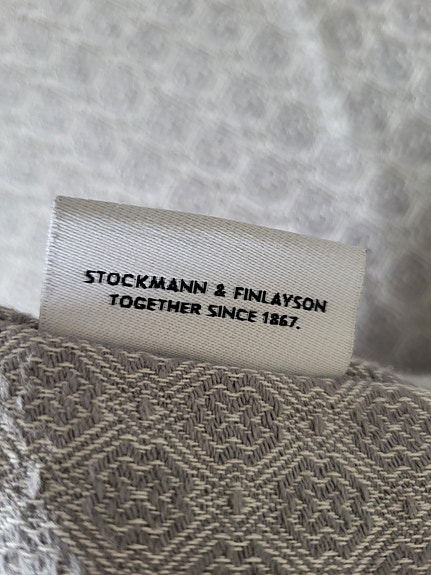 STOCKMANN & FINLAYSON
TOGETHER SINCE 1867.